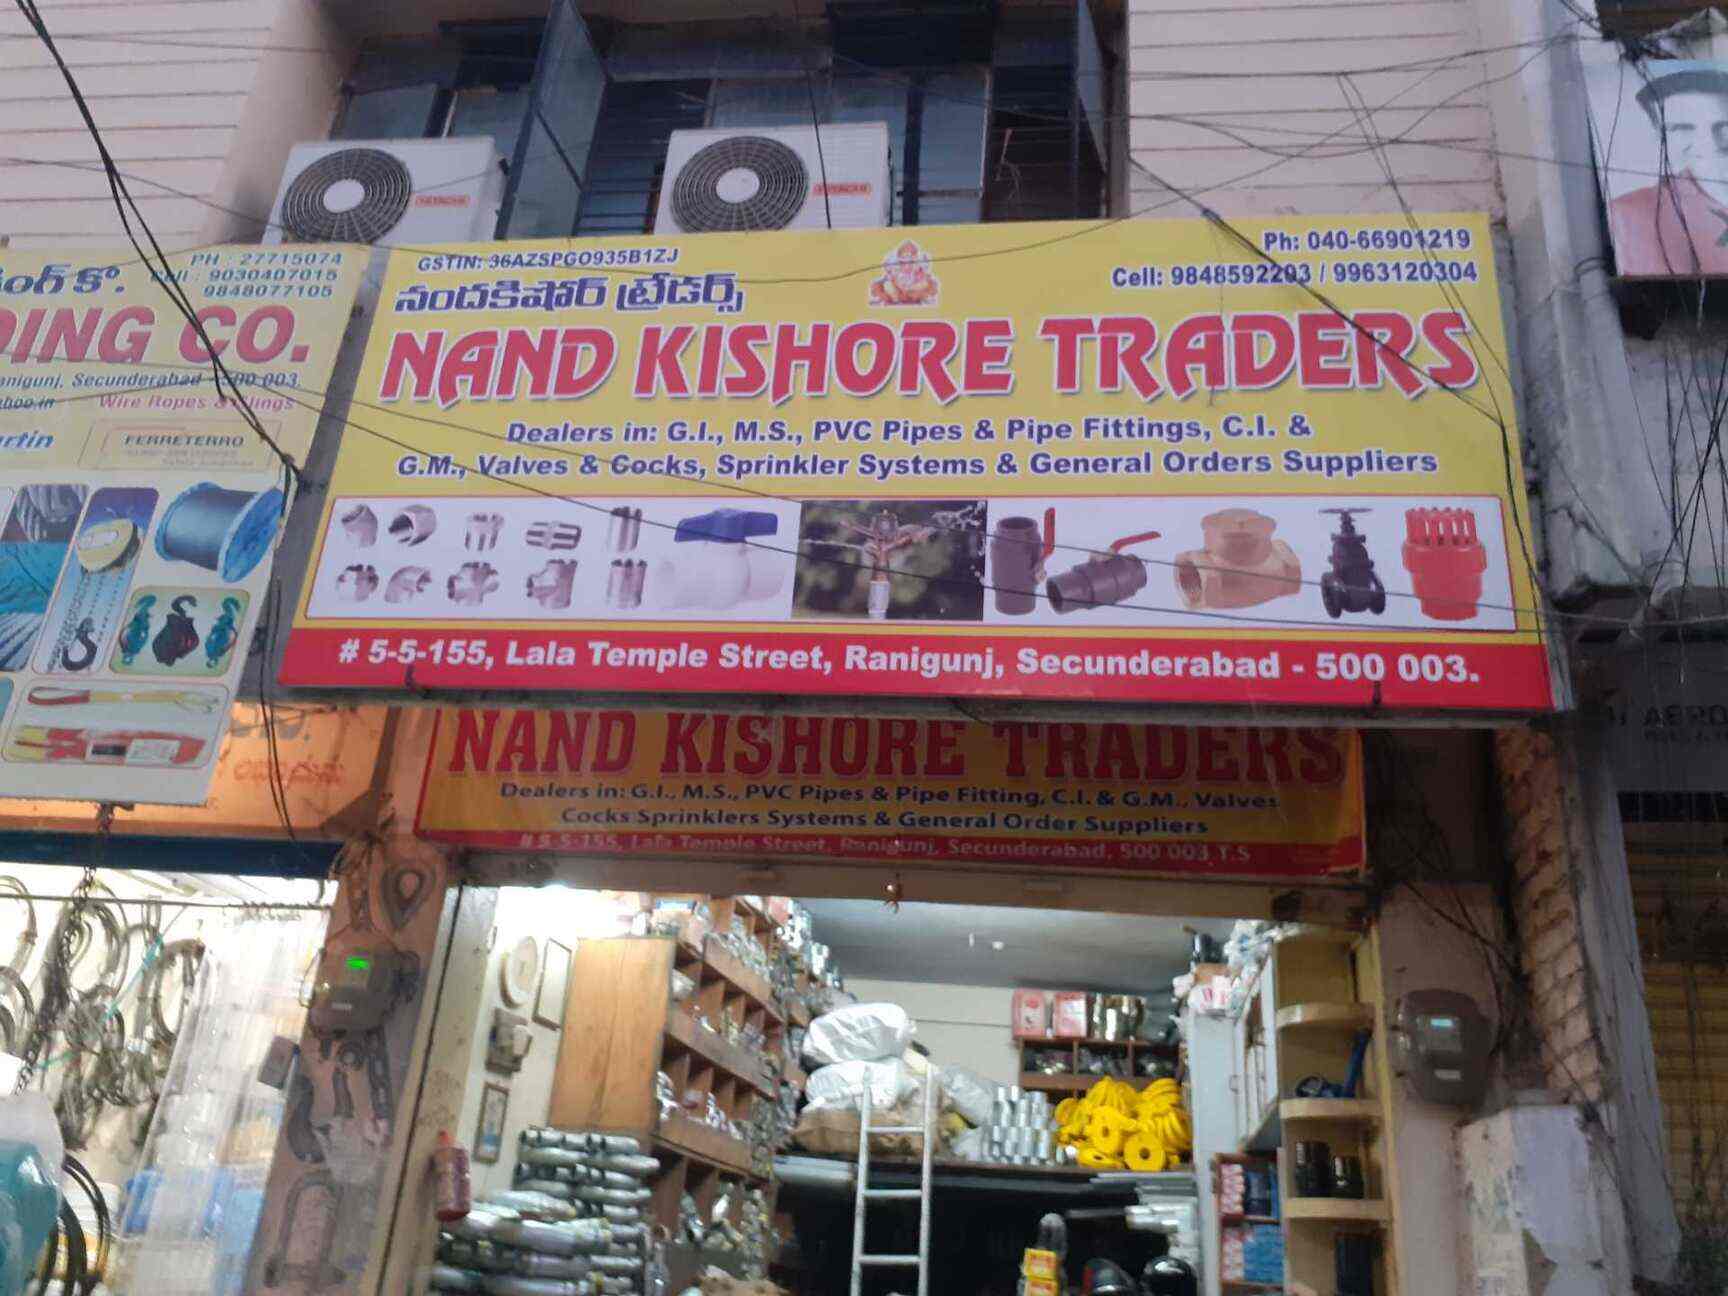 GSTIN: 36AZSPG0935B1ZJ
Ph: 040-66901219
Cell: 9848592203 / 9963120304
నందకిషోర్ ట్రేడర్స్
NAND KISHORE TRADERS
Dealers in: G.I., M.S., PVC Pipes & Pipe Fittings, C.I. &
G.M., Valves & Cocks, Sprinkler Systems & General Orders Suppliers
# 5-5-155, Lala Temple Street, Ranigunj, Secunderabad - 500 003.
NAND KISHORE TRADERS
Dealers in: G.I., M.S., PVC Pipes & Pipe Fitting, C.I. & G.M., Valves
Cocks Sprinklers Systems & General Order Suppliers
# 5-5-155, Lala Temple Street, Ranigunj, Secunderabad, 500 003 T.S
PH : 27715074
9030407015
9848077105
DING CO.
Secunderabad - 500 003.
Wire Ropes & Slings
FERRETERRO
HITACHI
HITACHI